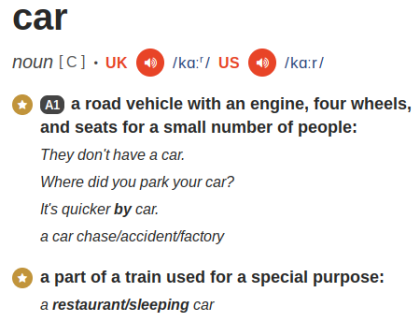 car
noun [ C ] • UK /kɑːʳ/ US /kɑːr/
A1 a road vehicle with an engine, four wheels,
and seats for a small number of people:
They don't have a car.
Where did you park your car?
It's quicker by car.
a car chase/accident/factory
a part of a train used for a special purpose:
a restaurant/sleeping car